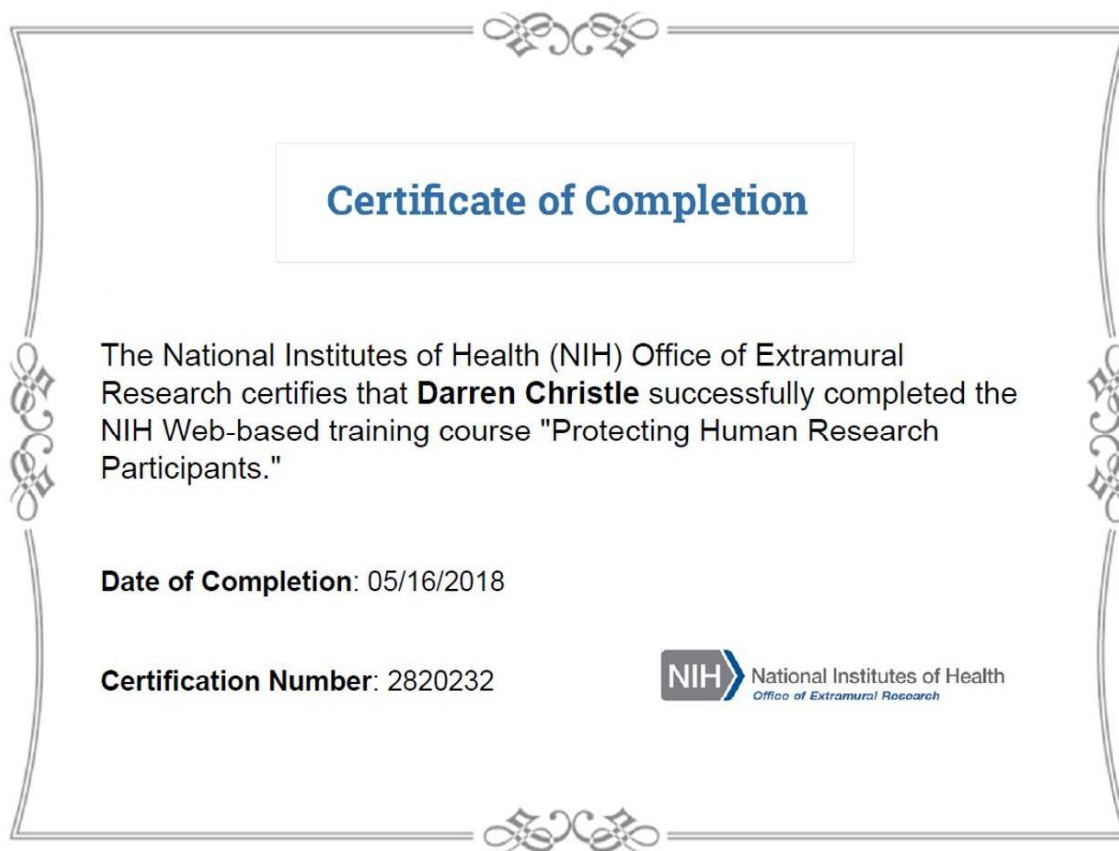 Certificate of Completion
The National Institutes of Health (NIH) Office of Extramural
Research certifies that Darren Christle successfully completed the
NIH Web-based training course "Protecting Human Research
Participants."
Date of Completion: 05/16/2018
Certification Number: 2820232
NIH National Institutes of Health
Office of Extramural Research